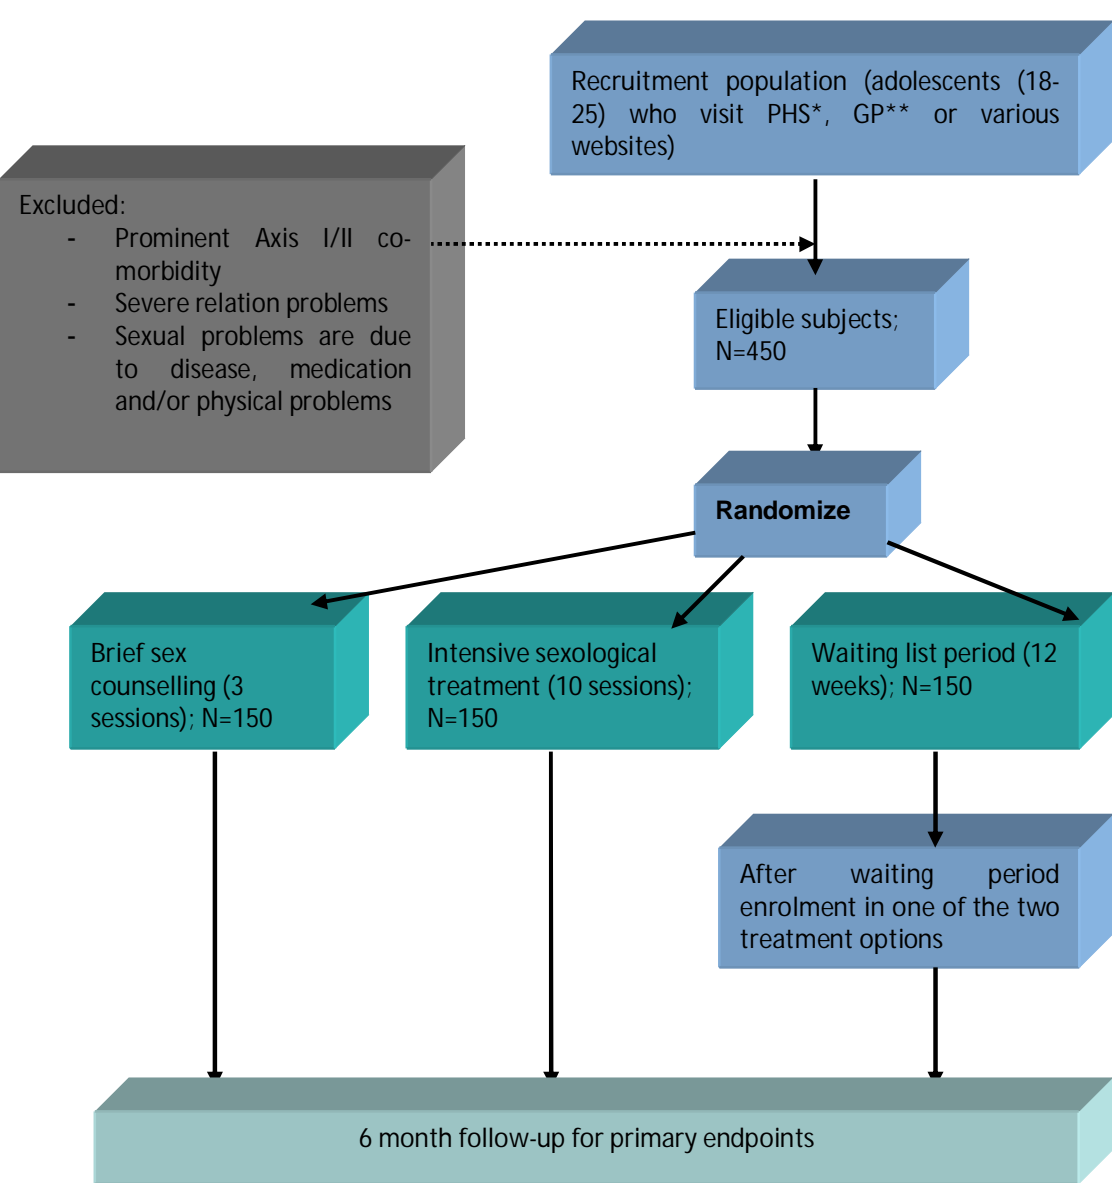 Recruitment population (adolescents (18-
25) who visit PHS*, GP** or various
websites)
Excluded:
- Prominent Axis I/II co-
morbidity
- Severe relation problems
- Sexual problems are due
to disease, medication
and/or physical problems
Eligible subjects;
N=450
Randomize
Brief sex
counselling (3
sessions); N=150
Intensive sexological
treatment (10 sessions);
N=150
Waiting list period (12
weeks); N=150
After waiting period
enrolment in one of the two
treatment options
6 month follow-up for primary endpoints